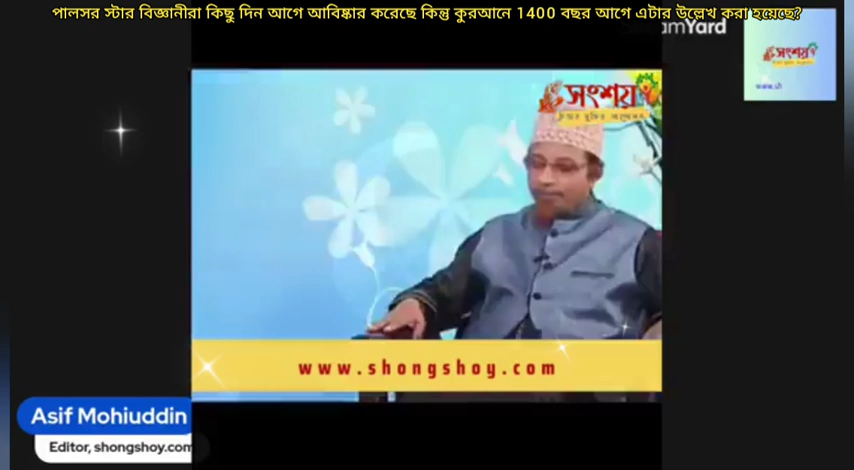 পালসর স্টার বিজ্ঞানীরা কিছু দিন আগে আবিষ্কার করেছে কিন্তু কুরআনে 1400 বছর আগে এটার উল্লেখ করা হয়েছে?
amYard
সংশয়
সংশয়
www.shongshoy.com
Asif Mohiuddin
Editor, shongshoy.com